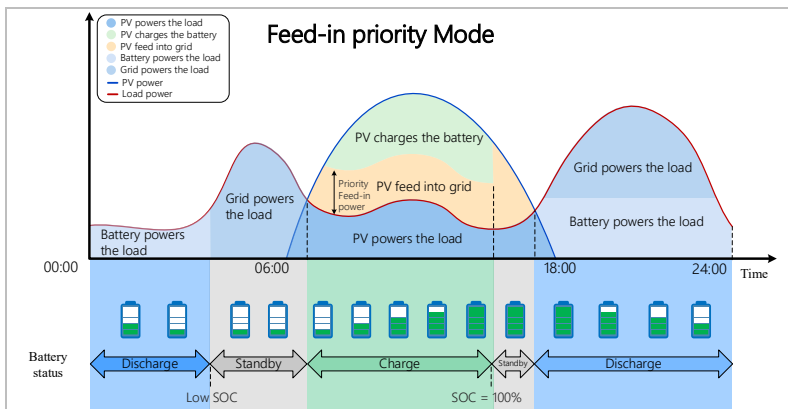 Feed-in priority Mode
PV powers the load
PV charges the battery
PV feed into grid
Battery powers the load
Grid powers the load
PV power
Load power
PV charges the battery
Priority
Feed-in
power
PV feed into grid
PV powers the load
Grid powers
the load
Battery powers
the load
Grid powers the load
Battery powers the load
00:00
06:00
18:00
24:00
Time
Battery
status
Discharge
Standby
Charge
Standby
Discharge
Low SOC
SOC = 100%